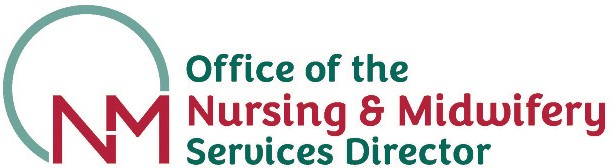 NM
Office of the
Nursing & Midwifery
Services Director